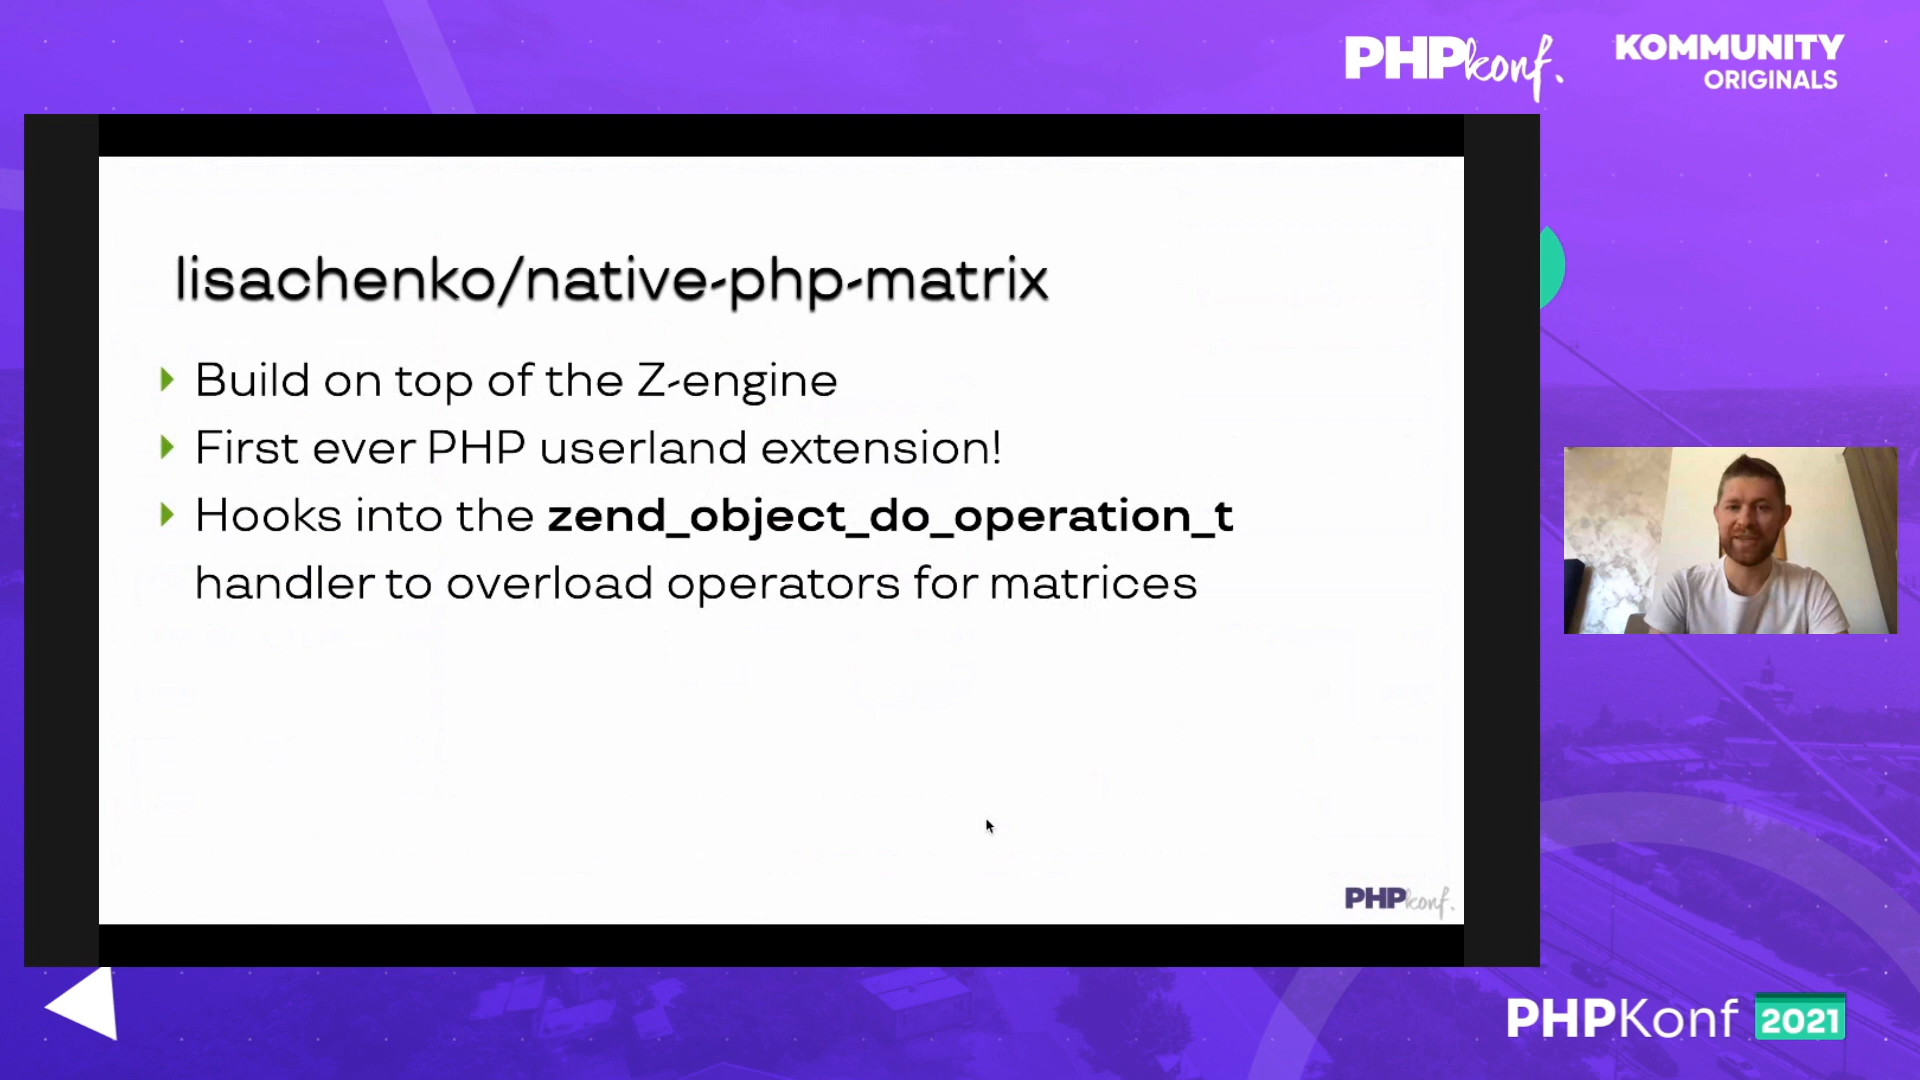 PHPkonf.
KOMMUNITY
ORIGINALS
lisachenko/native-php-matrix
Build on top of the Z-engine
First ever PHP userland extension!
Hooks into the zend_object_do_operation_t
handler to overload operators for matrices
PHPkonf.
PHPKonf 2021